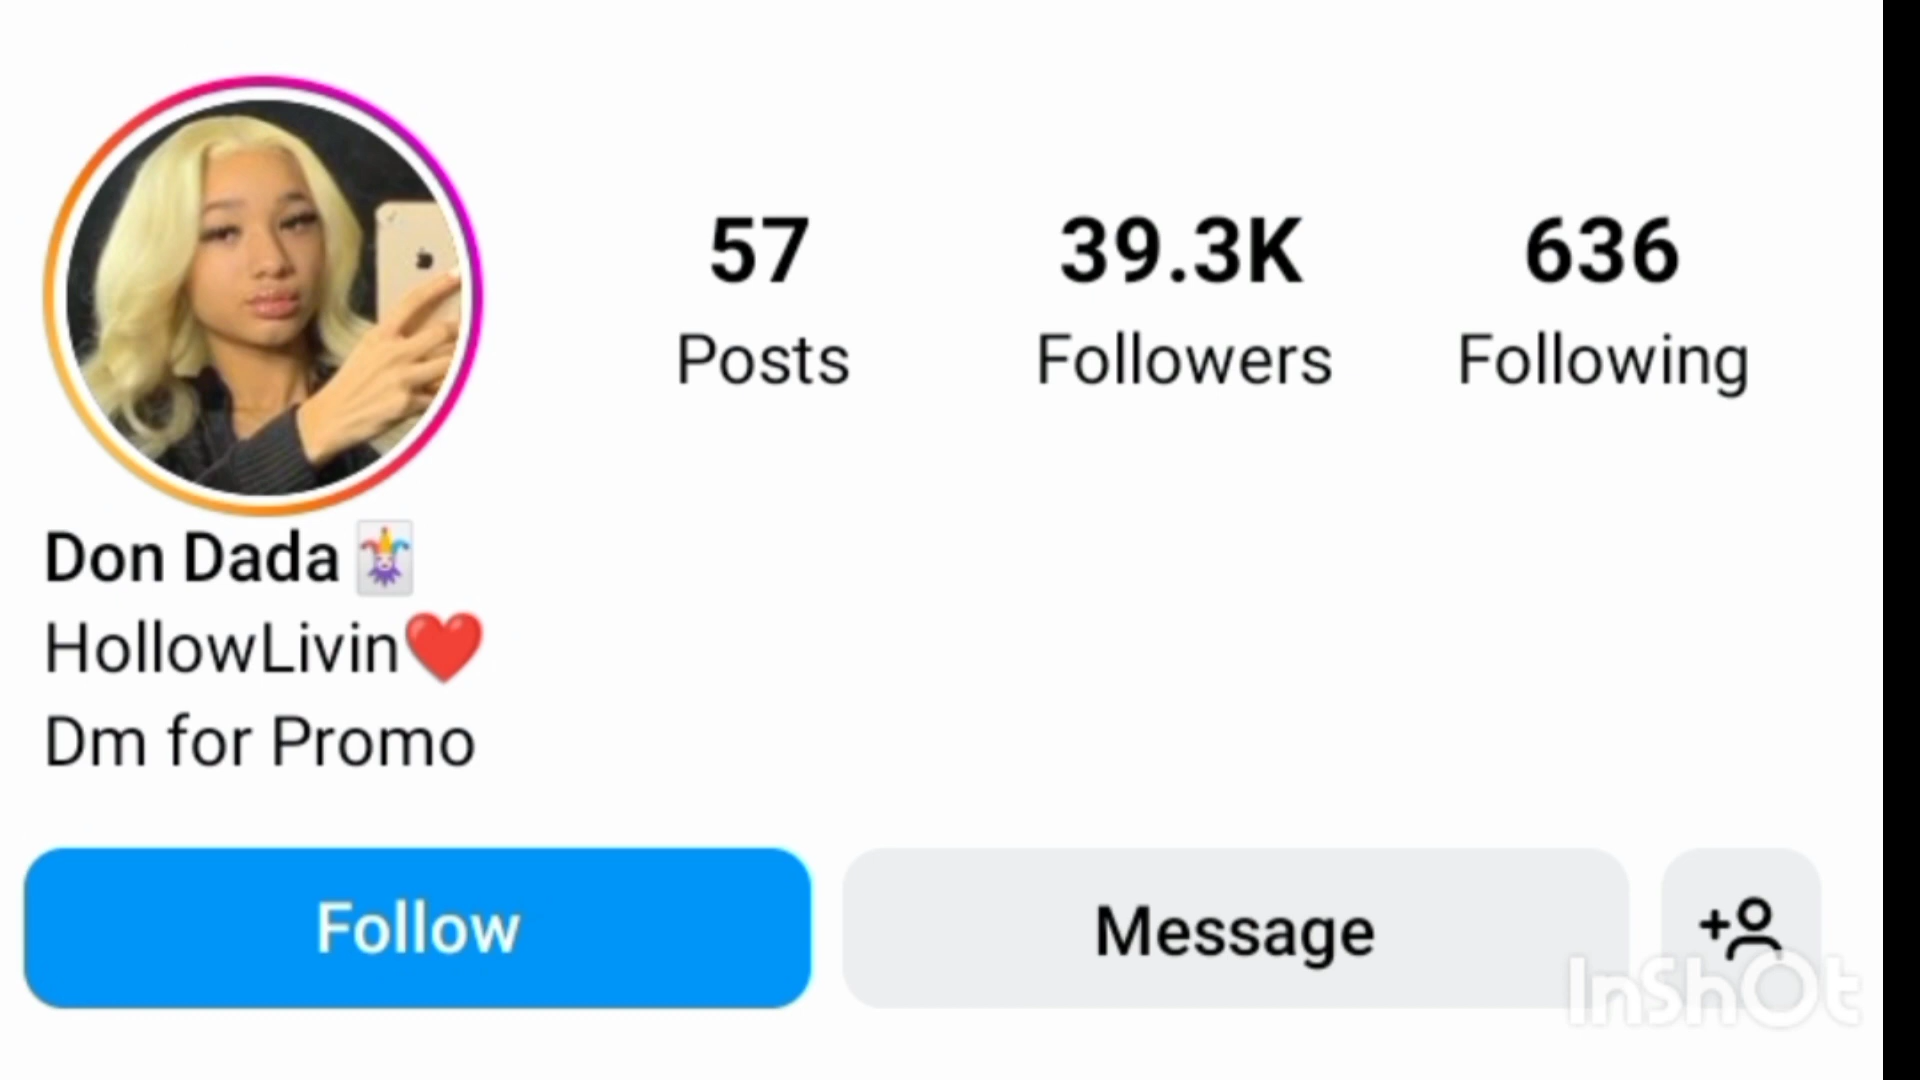 57 39.3K 636
Posts Followers Following
Don Dada🃏
HollowLivin❤️
Dm for Promo
Follow Message
InShOt